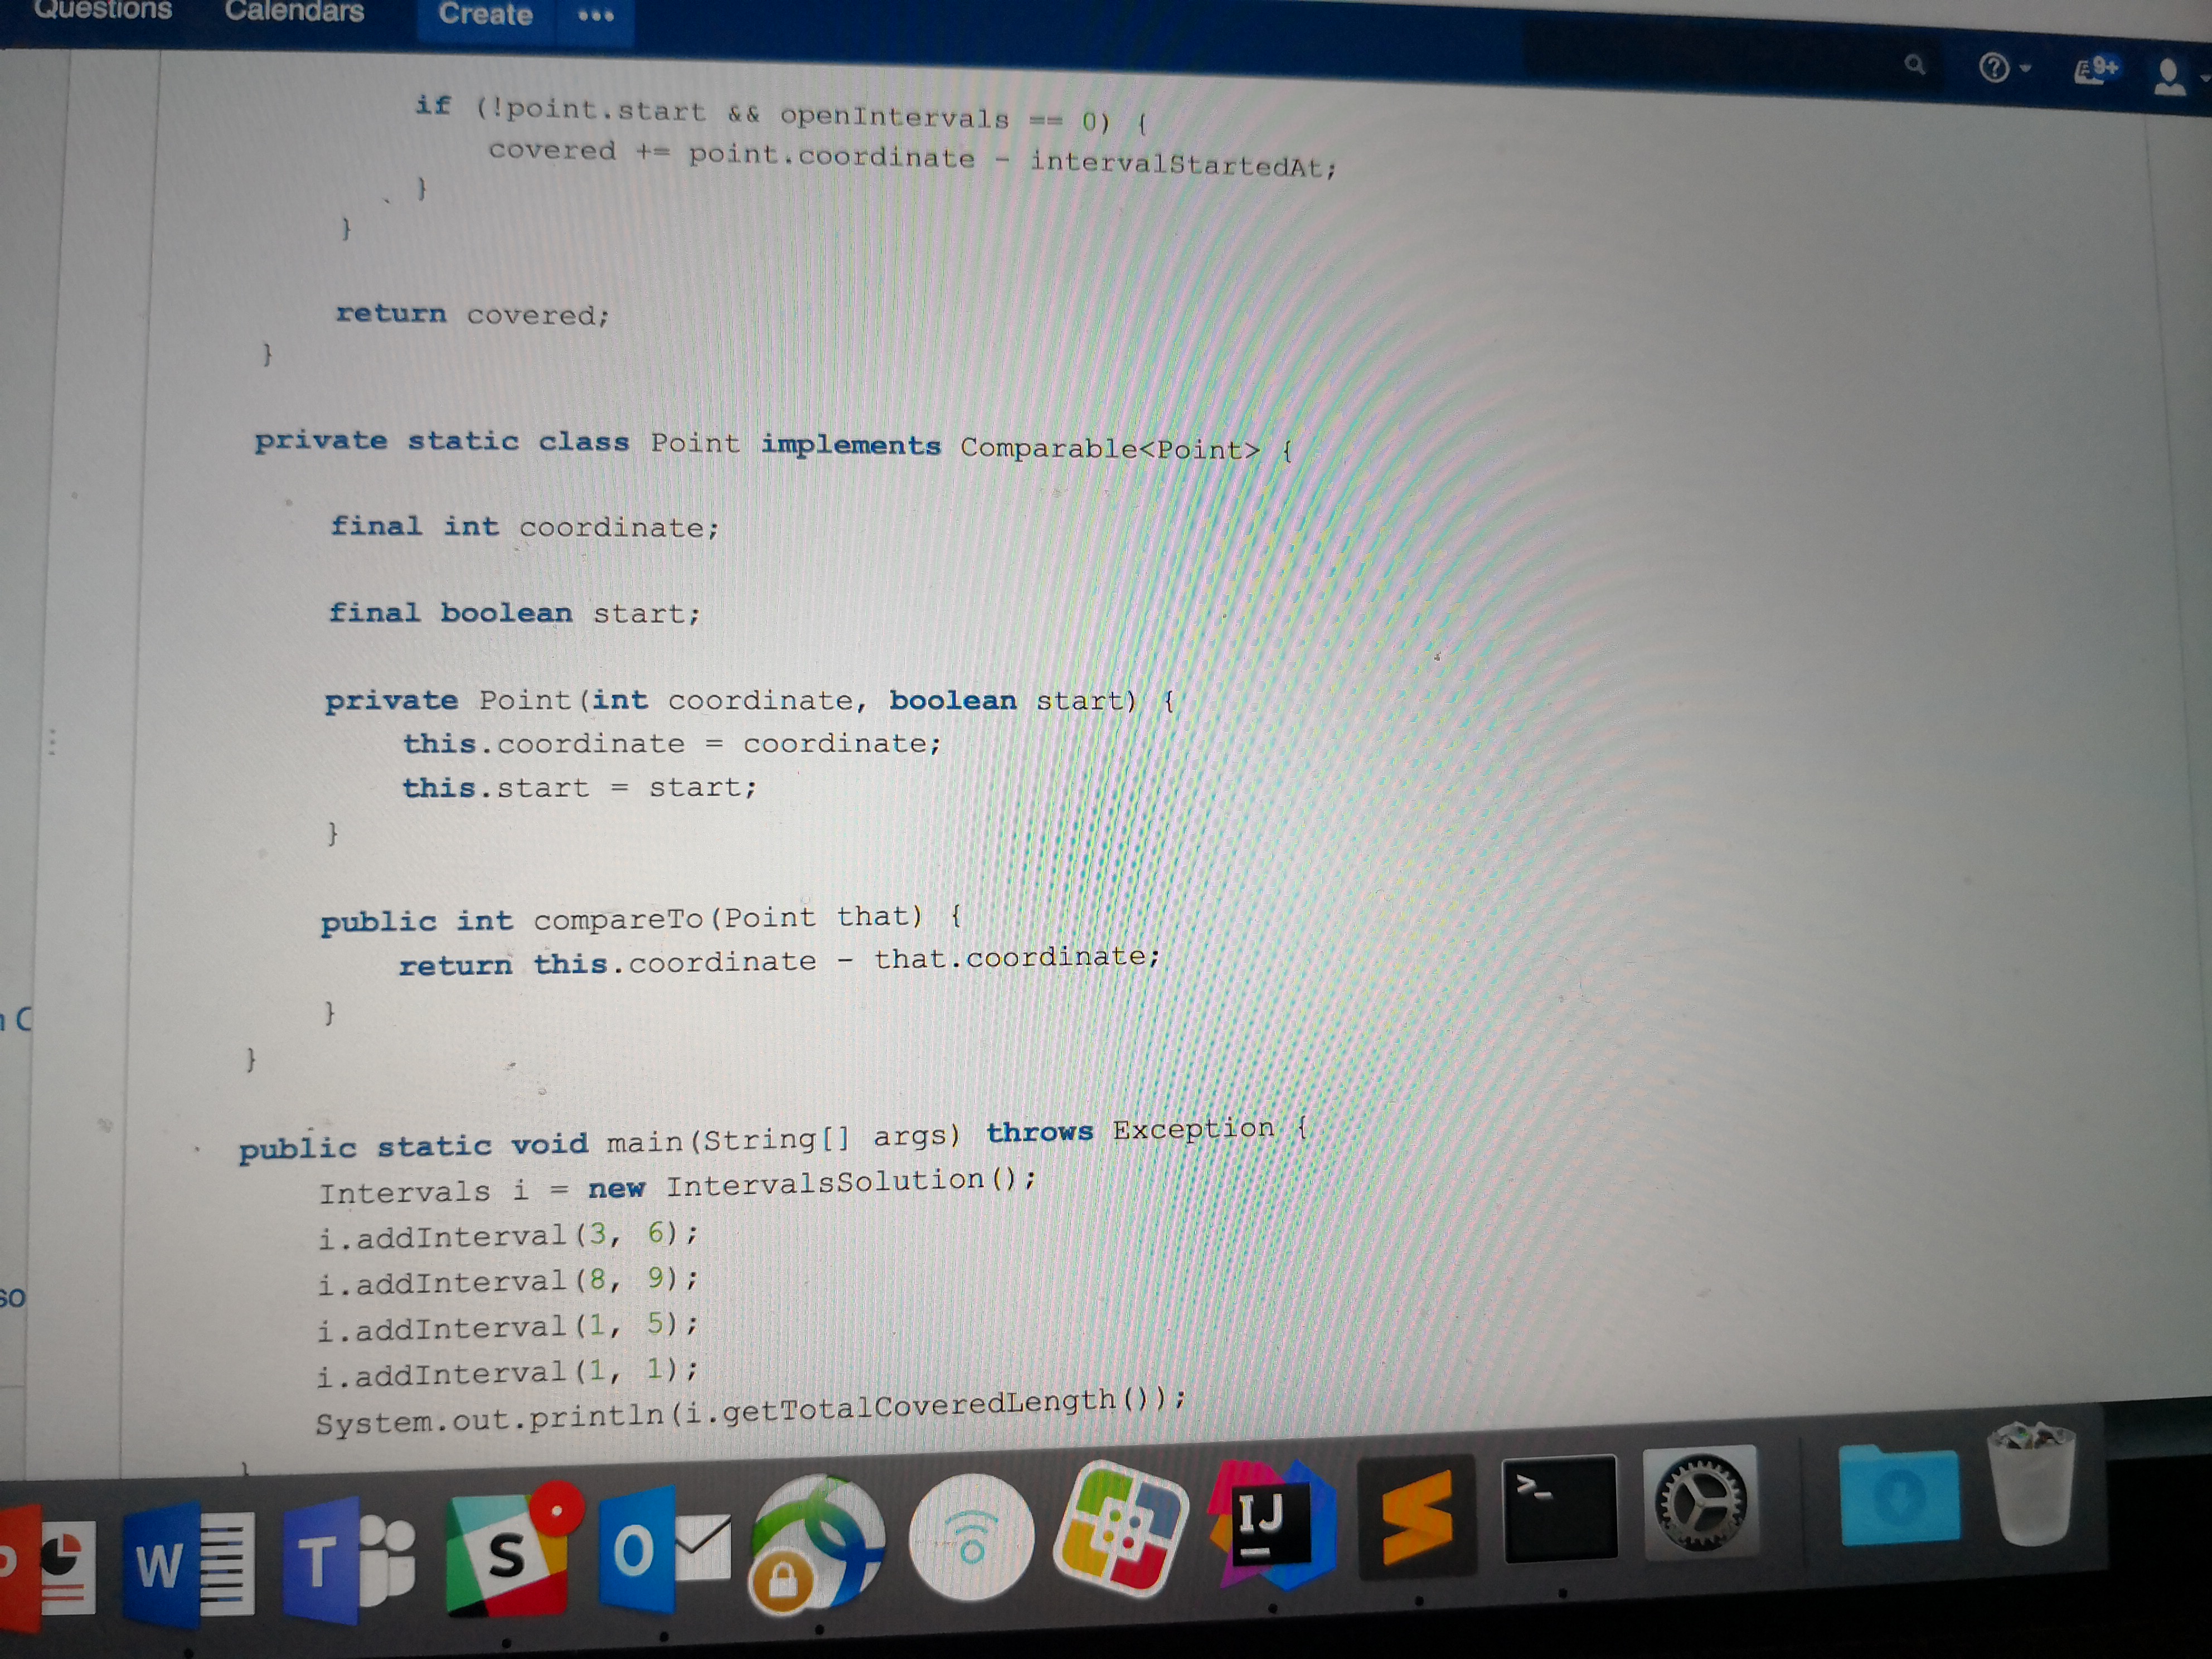 Questions Calendars Create •••
9+
if (!point.start && openIntervals == 0) {
covered += point.coordinate - intervalStartedAt;
}
}
return covered;
}
private static class Point implements Comparable<Point> {
final int coordinate;
final boolean start;
private Point(int coordinate, boolean start) {
this.coordinate = coordinate;
this.start = start;
}
public int compareTo(Point that) {
return this.coordinate - that.coordinate;
}
}
public static void main(String[] args) throws Exception {
Intervals i = new IntervalsSolution();
i.addInterval(3, 6);
i.addInterval(8, 9);
i.addInterval(1, 5);
i.addInterval(1, 1);
System.out.println(i.getTotalCoveredLength());
W T S O IJ >_